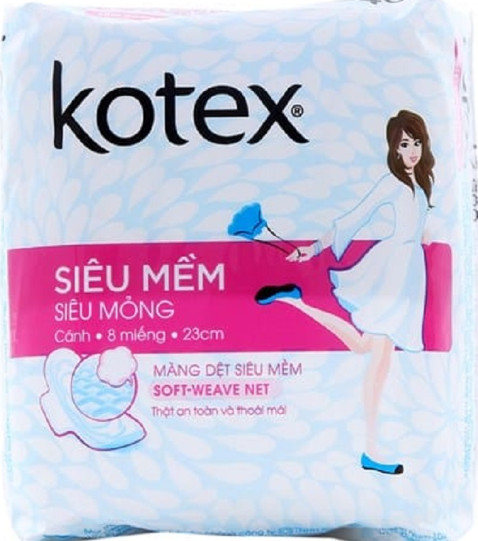 kotex®
SIÊU MỀM
SIÊU MỎNG
Cánh • 8 miếng • 23cm
MÀNG DỆT SIÊU MỀM
SOFT-WEAVE NET
Thật an toàn và thoải mái